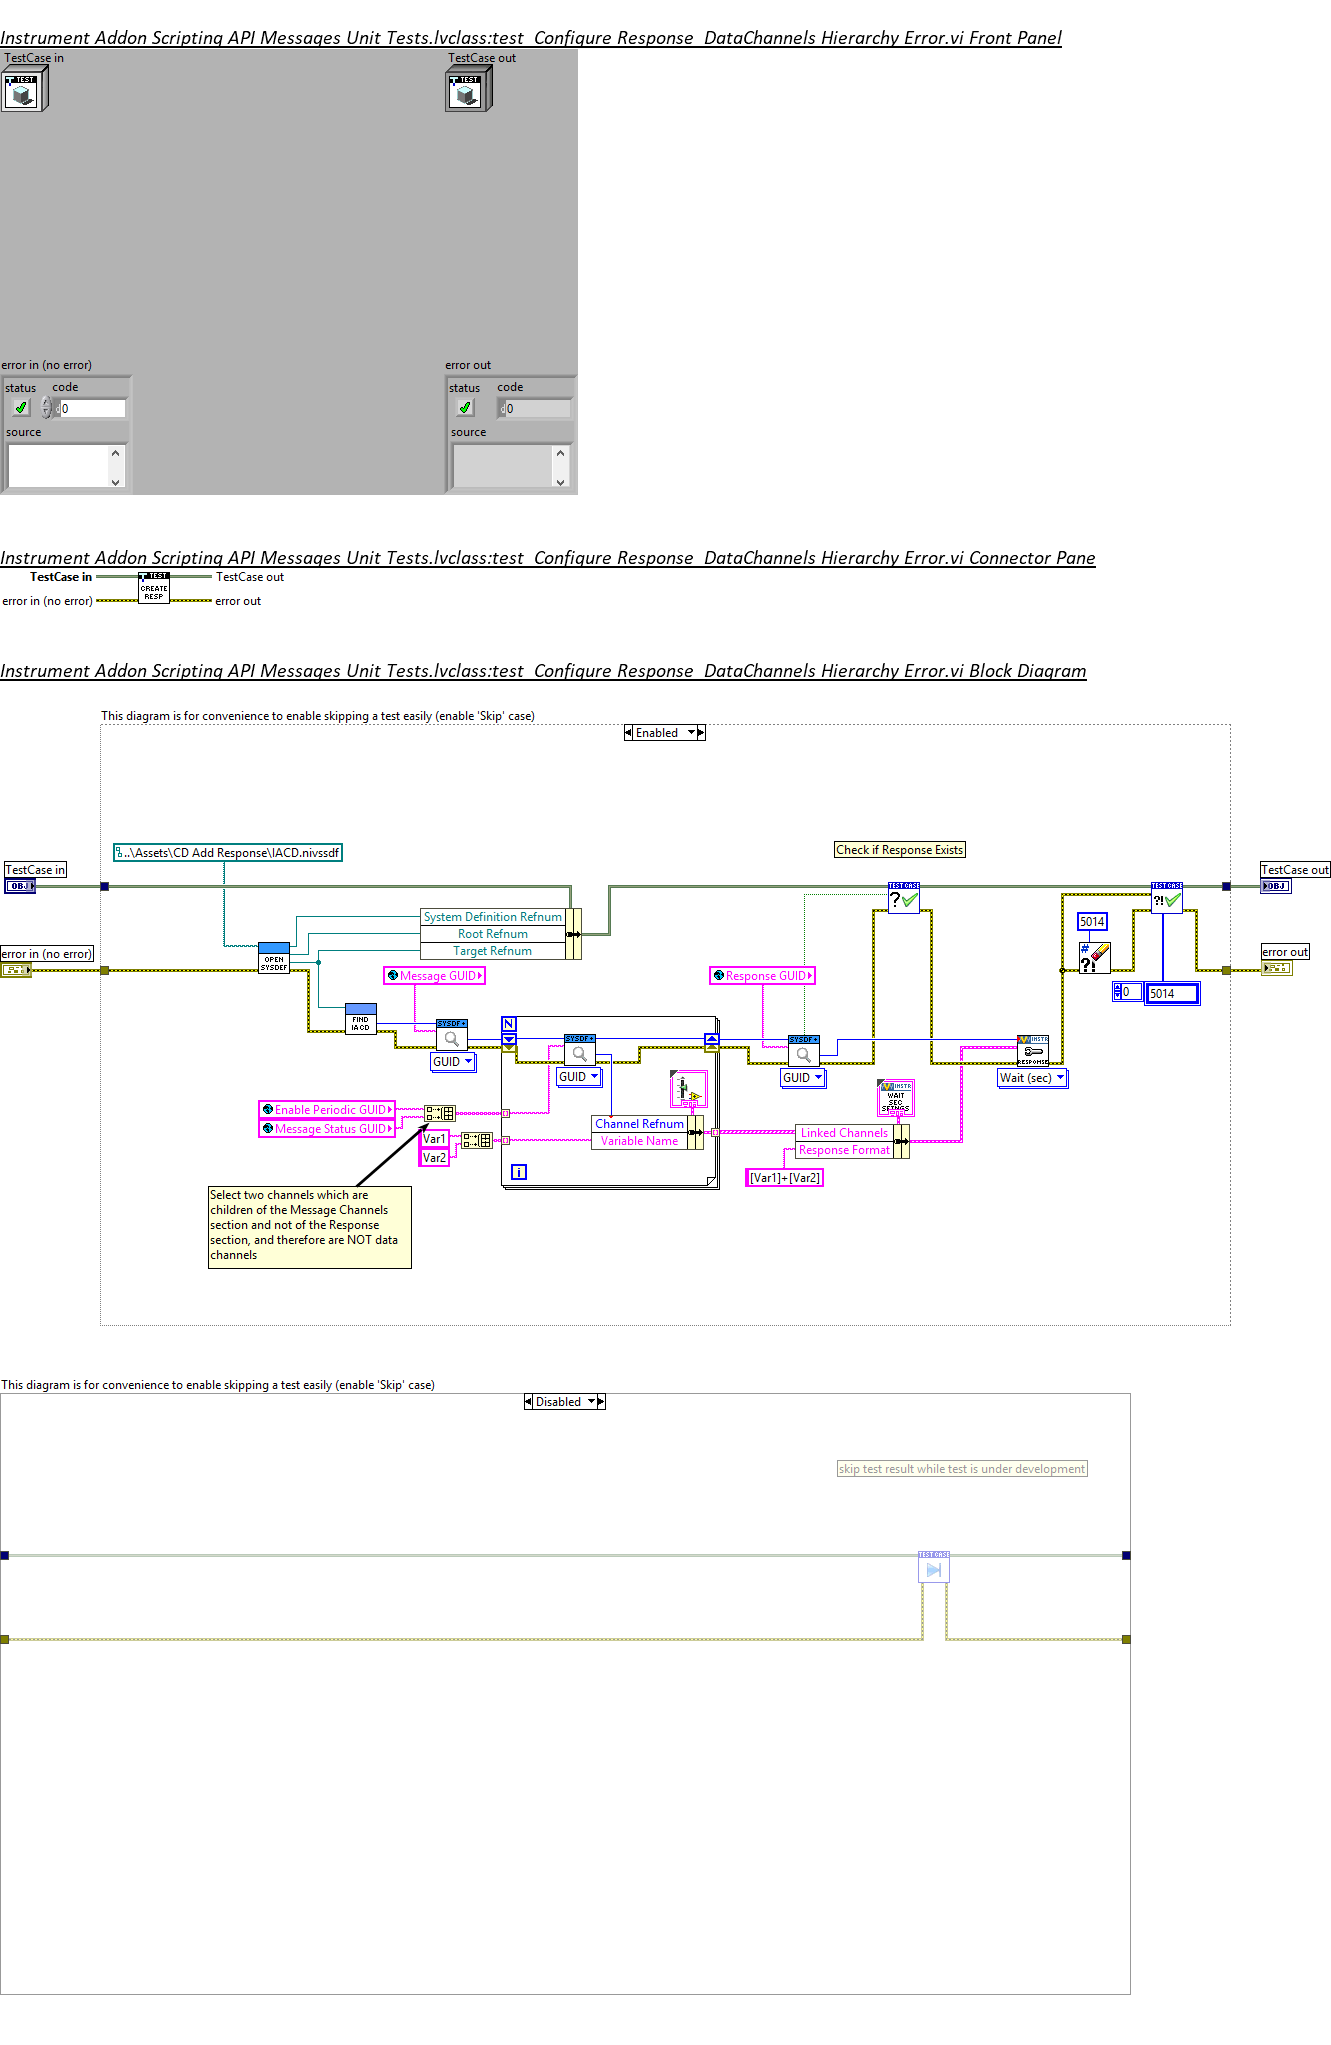 Instrument Addon Scripting API Messages Unit Tests.lvclass:test_Configure Response_DataChannels Hierarchy Error.vi Front Panel
TestCase in
TestCase out
TEST
TEST
error in (no error)
error out
status
code
status
code
d0
d0
source
source
Instrument Addon Scripting API Messages Unit Tests.lvclass:test_Configure Response_DataChannels Hierarchy Error.vi Connector Pane
TestCase in
TEST
CREATE
RESP
TestCase out
error in (no error)
error out
Instrument Addon Scripting API Messages Unit Tests.lvclass:test_Configure Response_DataChannels Hierarchy Error.vi Block Diagram
This diagram is for convenience to enable skipping a test easily (enable 'Skip' case)
Enabled
..\Assets\CD Add Response\IACD.nivssdf
Check if Response Exists
TestCase in
OBJ
TEST CASE
?
TEST CASE
?!
TestCase out
OBJ
System Definition Refnum
Root Refnum
Target Refnum
5014
#
?!
error in (no error)
OPEN
SYSDEF
error out
Message GUID
Response GUID
0
5014
FIND
IACD
SYSDF
GUID
N
SYSDF
GUID
SYSDF
GUID
INSTR
RESPONSE
Wait (sec)
INSTR
WAIT
SEC
SETNGS
Enable Periodic GUID
Message Status GUID
Var1
Var2
Channel Refnum
Variable Name
Linked Channels
Response Format
i
[Var1]+[Var2]
Select two channels which are
children of the Message Channels
section and not of the Response
section, and therefore are NOT data
channels
This diagram is for convenience to enable skipping a test easily (enable 'Skip' case)
Disabled
skip test result while test is under development
TEST CASE